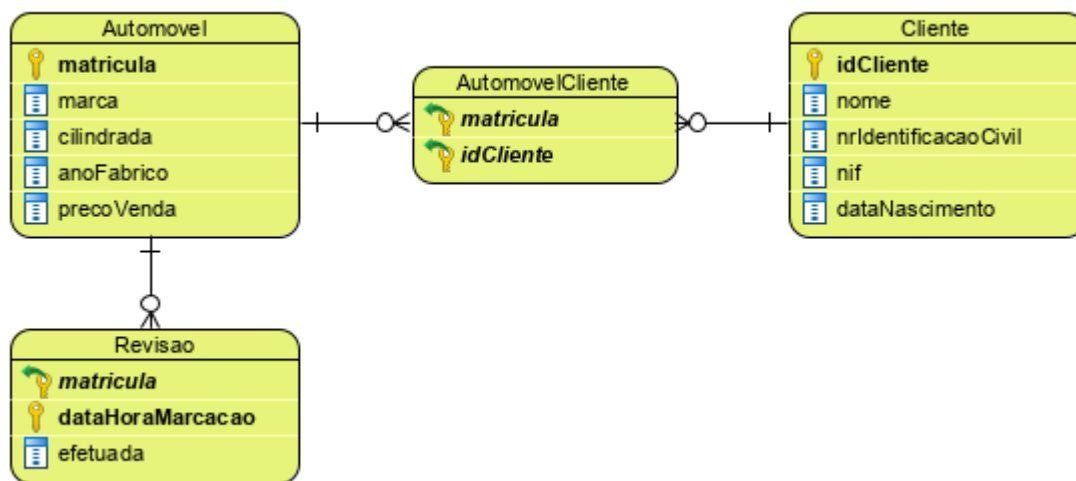 Automovel
matricula
marca
cilindrada
anoFabrico
precoVenda
AutomovelCliente
matricula
idCliente
Cliente
idCliente
nome
nrIdentificacaoCivil
nif
dataNascimento
Revisao
matricula
dataHoraMarcacao
efetuada